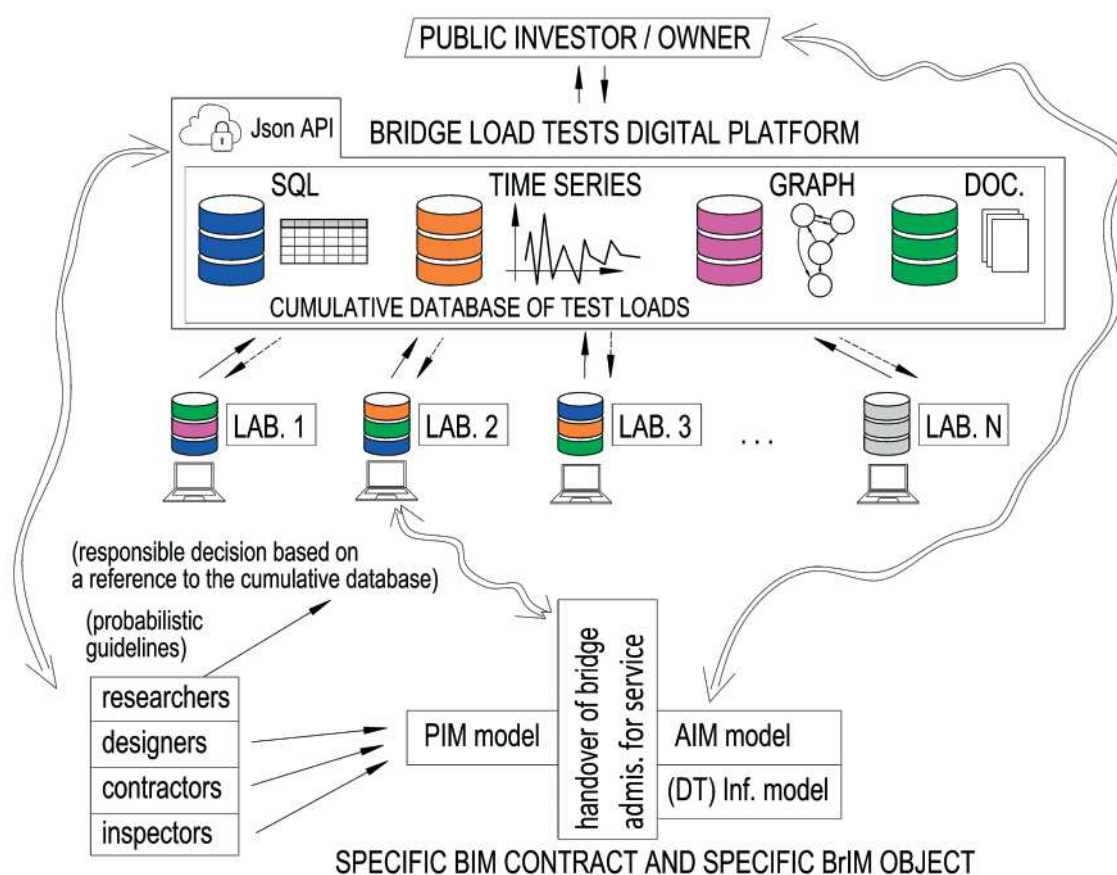 PUBLIC INVESTOR / OWNER
Json API
BRIDGE LOAD TESTS DIGITAL PLATFORM
SQL
TIME SERIES
GRAPH
DOC.
CUMULATIVE DATABASE OF TEST LOADS
LAB. 1
LAB. 2
LAB. 3
...
LAB. N
(responsible decision based on
a reference to the cumulative database)
(probabilistic
guidelines)
researchers
designers
contractors
inspectors
PIM model
handover of bridge
admis. for service
AIM model
(DT) Inf. model
SPECIFIC BIM CONTRACT AND SPECIFIC BrIM OBJECT